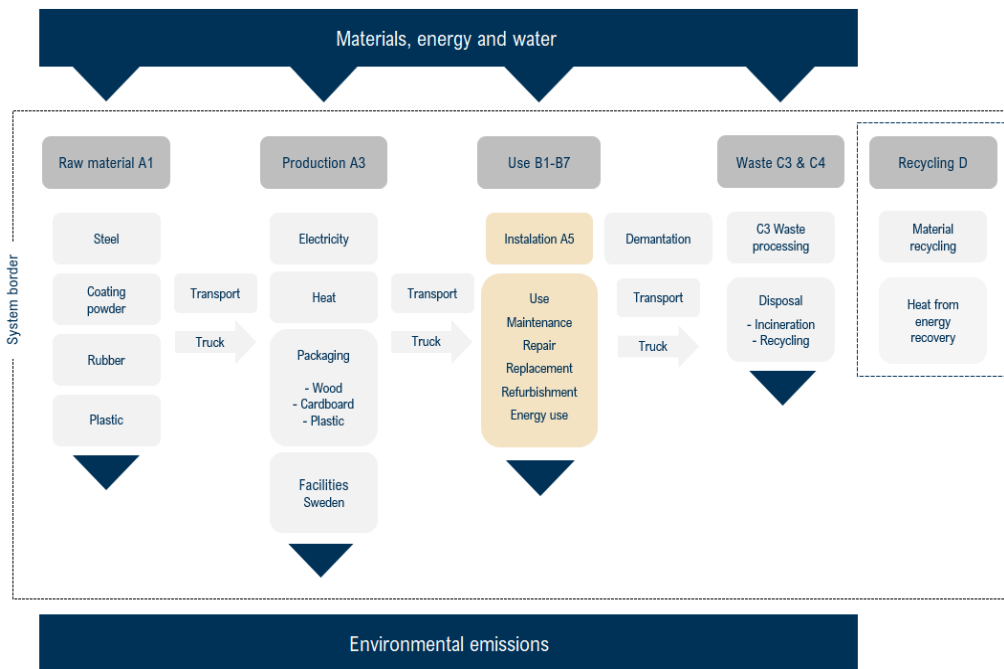 Materials, energy and water
System border
Raw material A1
Steel
Coating
powder
Rubber
Plastic
Transport
Truck
Production A3
Electricity
Heat
Packaging
- Wood
- Cardboard
- Plastic
Facilities
Sweden
Transport
Truck
Use B1-B7
Instalation A5
Use
Maintenance
Repair
Replacement
Refurbishment
Energy use
Demantation
Transport
Truck
Waste C3 & C4
C3 Waste
processing
Disposal
- Incineration
- Recycling
Recycling D
Material
recycling
Heat from
energy
recovery
Environmental emissions